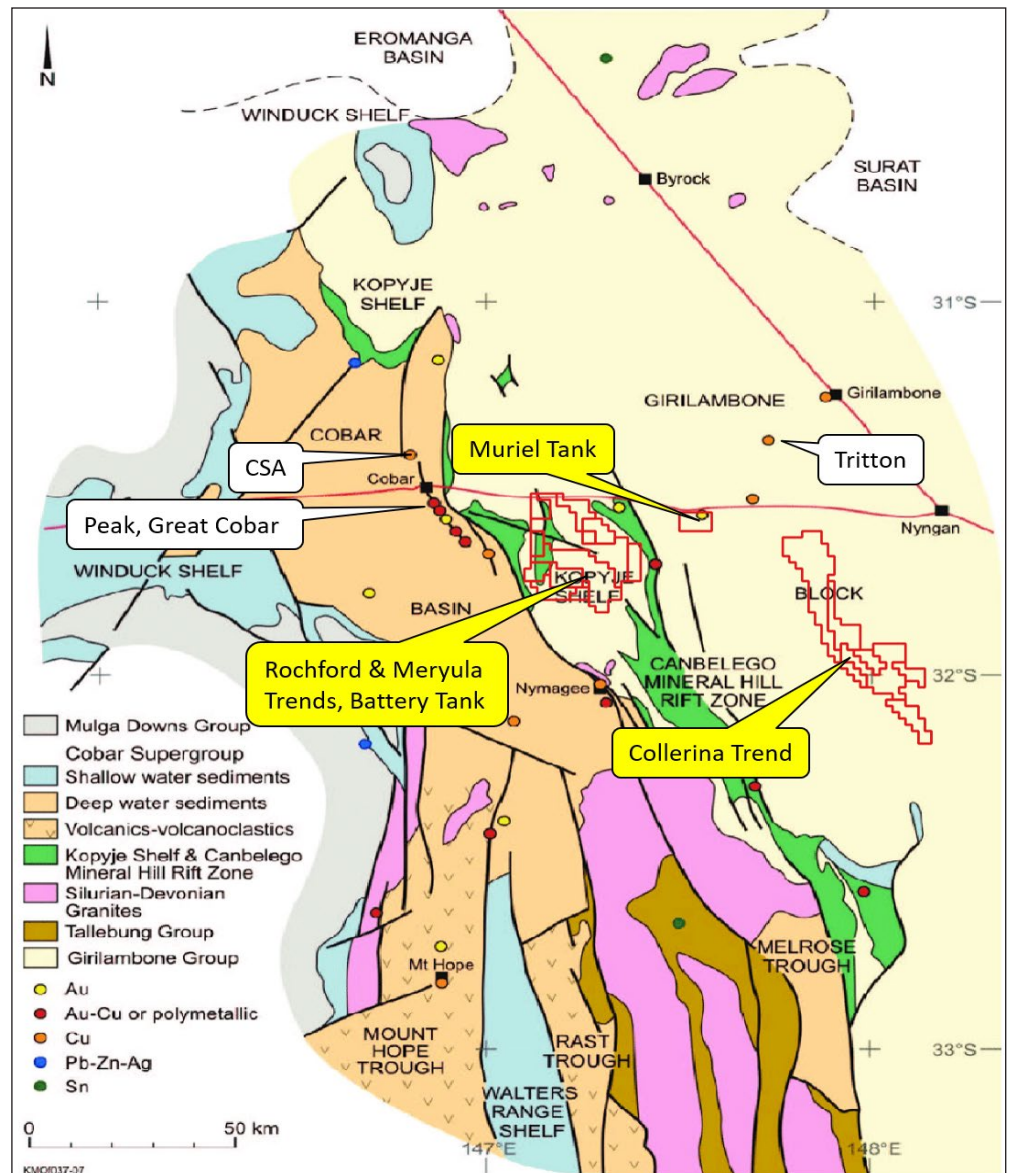 EROMANGA
BASIN
N
WINDUCK SHELF
SURAT
BASIN
Byrock
KOPYJE
SHELF
31°S
Girilambone
GIRILAMBONE
COBAR
Muriel Tank
CSA
Tritton
Cobar
Peak, Great Cobar
Nyngan
WINDUCK SHELF
KOPYJE
SHELF
BLOCK
BASIN
Rochford & Meryula
Trends, Battery Tank
CANBELEGO
MINERAL HILL
RIFT ZONE
32°S
Nymagee
Collerina Trend
Mulga Downs Group
Cobar Supergroup
Shallow water sediments
Deep water sediments
Volcanics-volcanoclastics
Kopyje Shelf & Canbelego
Mineral Hill Rift Zone
Silurian-Devonian
Granites
Tallebung Group
Girilambone Group
Au
Au-Cu or polymetallic
Cu
Pb-Zn-Ag
Sn
MELROSE
TROUGH
Mt Hope
MOUNT
HOPE
TROUGH
RAST
TROUGH
33°S
WALTERS
RANGE
SHELF
0 50 km
147°E
148°E